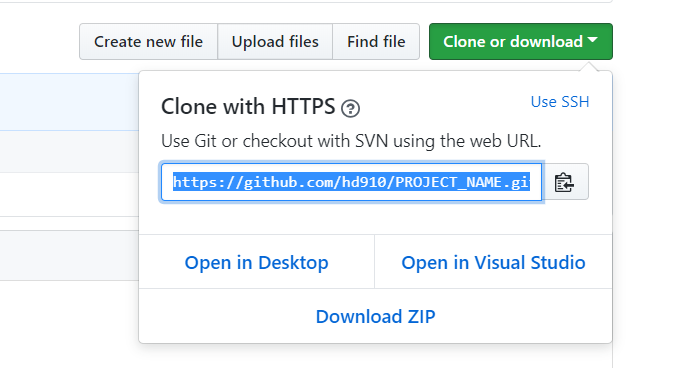 Create new file Upload files Find file Clone or download
Clone with HTTPS Use SSH
Use Git or checkout with SVN using the web URL.
https://github.com/hd910/PROJECT_NAME.gi
Open in Desktop Open in Visual Studio
Download ZIP